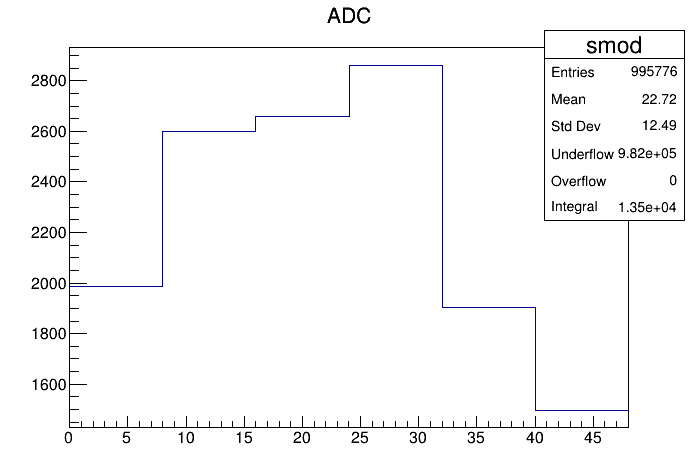 ADC
smod
Entries 995776
Mean 22.72
Std Dev 12.49
Underflow 9.82e+05
Overflow 0
Integral 1.35e+04
2800
2600
2400
2200
2000
1800
1600
0 5 10 15 20 25 30 35 40 45